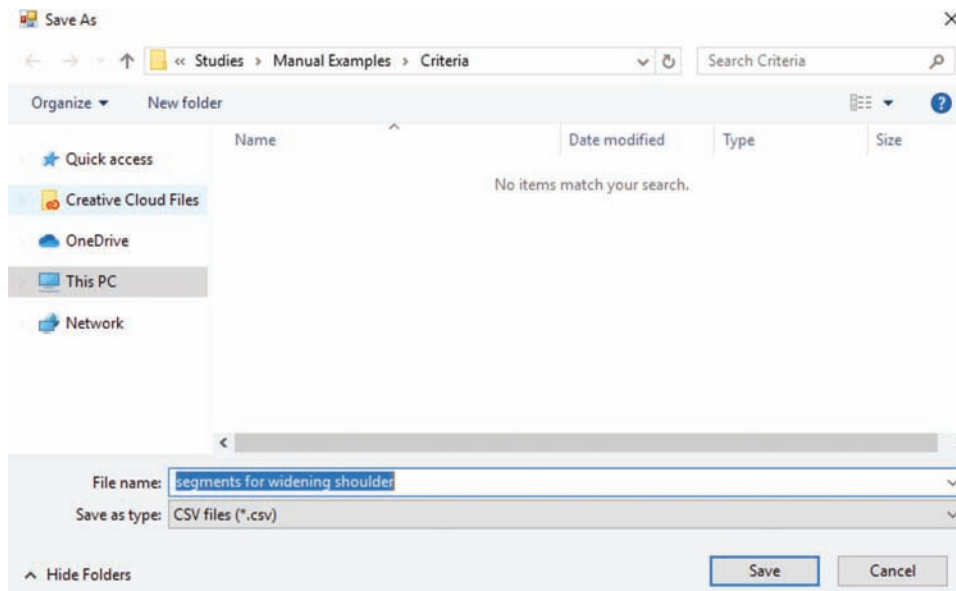 Save As
« Studies › Manual Examples › Criteria
Search Criteria
Organize
New folder
Name
Date modified
Type
Size
Quick access
No items match your search.
Creative Cloud Files
OneDrive
This PC
Network
File name: segments for widening shoulder
Save as type: CSV files (*.csv)
Hide Folders
Save
Cancel